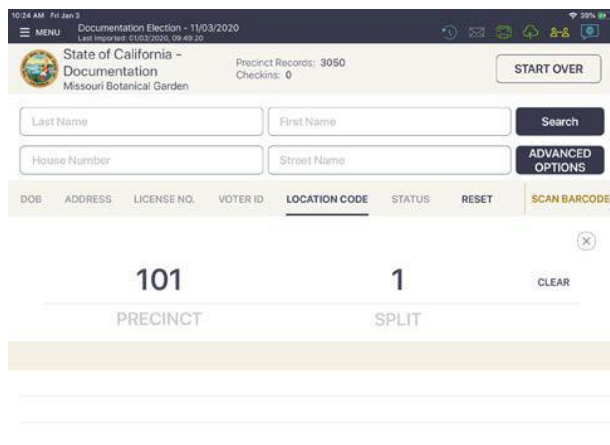 10:24 AM Fri Jan 3
39%
MENU
Documentation Election - 11/03/2020
Last Imported: 01/03/2020, 09:49:20
State of California -
Documentation
Missouri Botanical Garden
Precinct Records: 3050
Checkins: 0
START OVER
Last Name
First Name
Search
House Number
Street Name
ADVANCED
OPTIONS
DOB ADDRESS LICENSE NO. VOTER ID LOCATION CODE STATUS RESET SCAN BARCODE
101 1 CLEAR
PRECINCT SPLIT